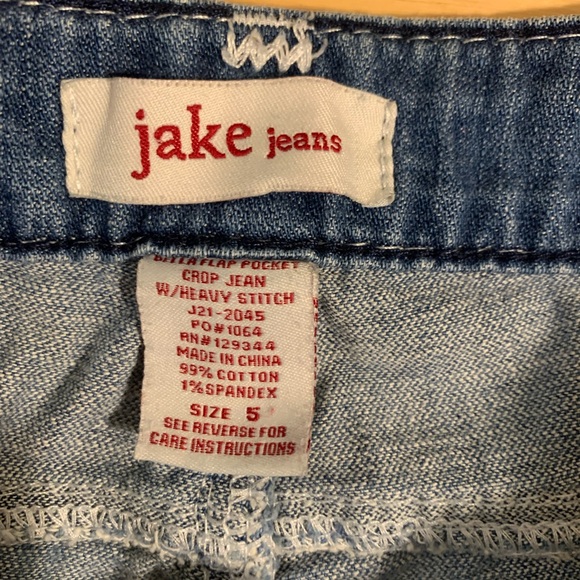 jake jeans
FLAP POCKET
CROP JEAN
W/HEAVY STITCH
J21-2045
PO#1064
RN#129344
MADE IN CHINA
99% COTTON
1%SPANDEX
SIZE 5
SEE REVERSE FOR
CARE INSTRUCTIONS